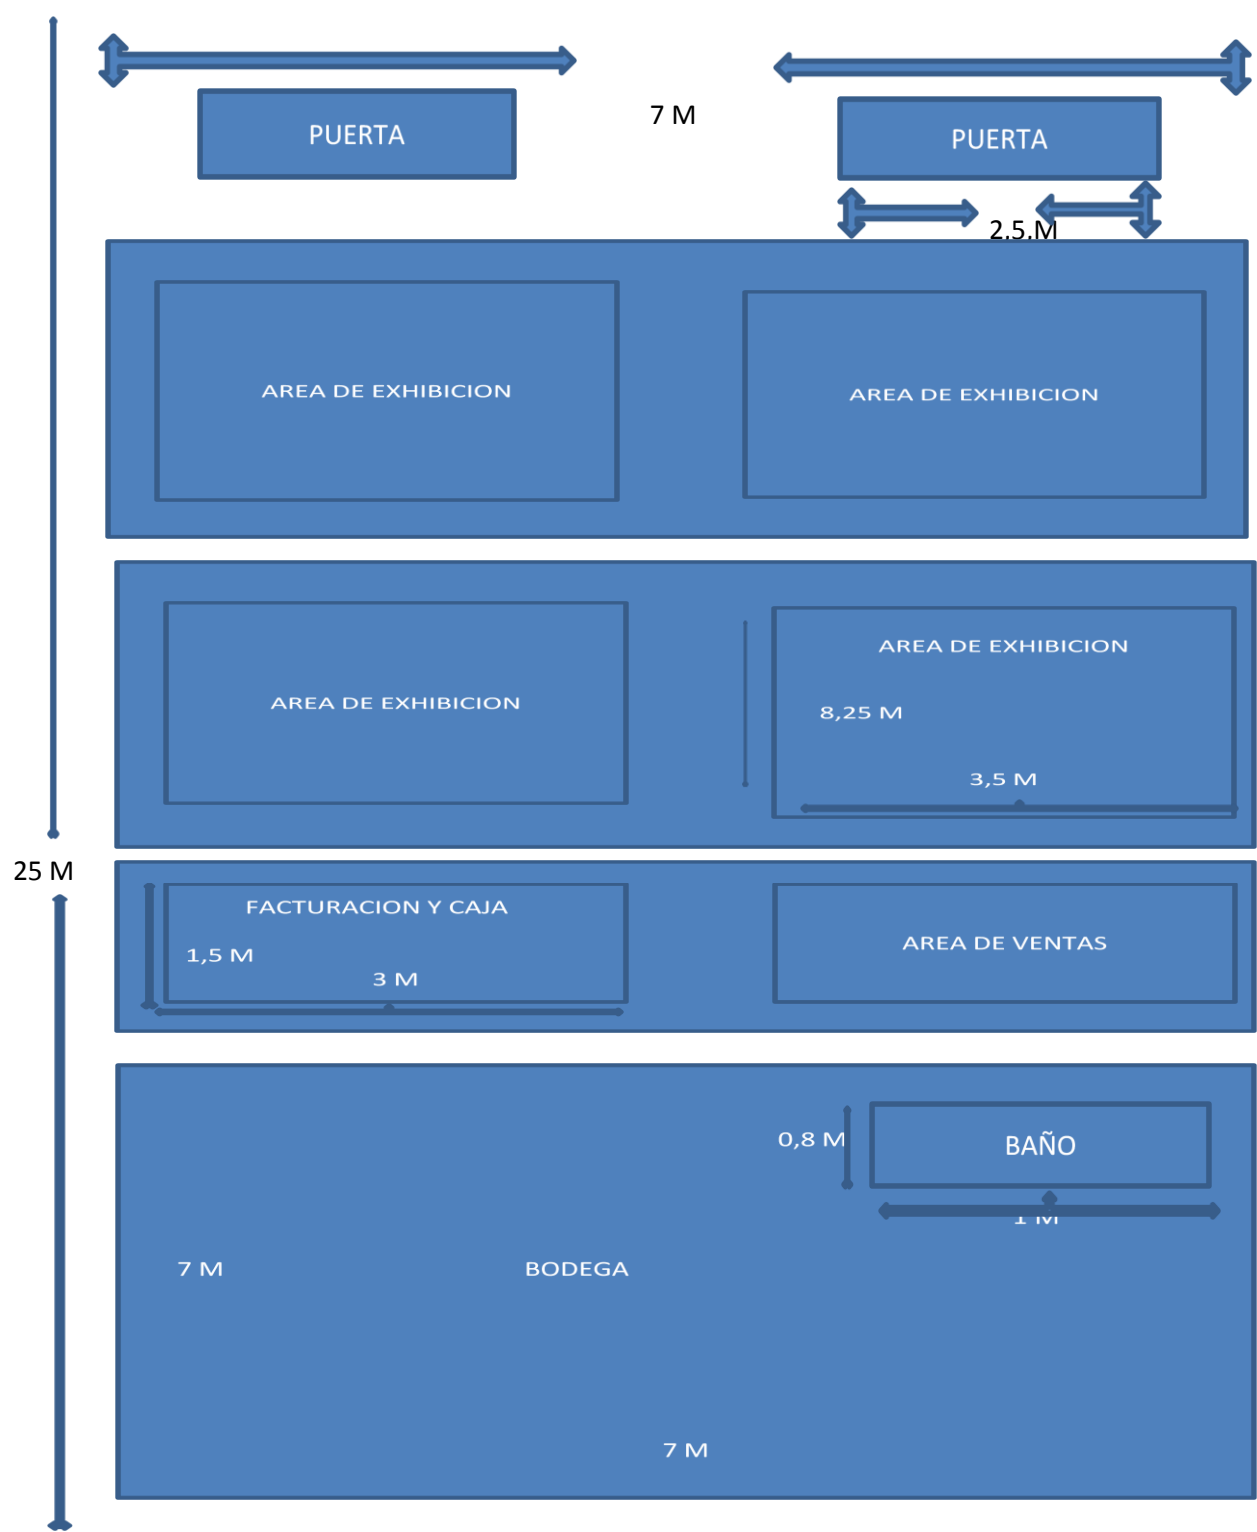 7 M
PUERTA
PUERTA
2,5,M
AREA DE EXHIBICION
AREA DE EXHIBICION
AREA DE EXHIBICION
AREA DE EXHIBICION
8,25 M
3,5 M
25 M
FACTURACION Y CAJA
1,5 M
3 M
AREA DE VENTAS
0,8 M
BAÑO
1 M
7 M
BODEGA
7 M